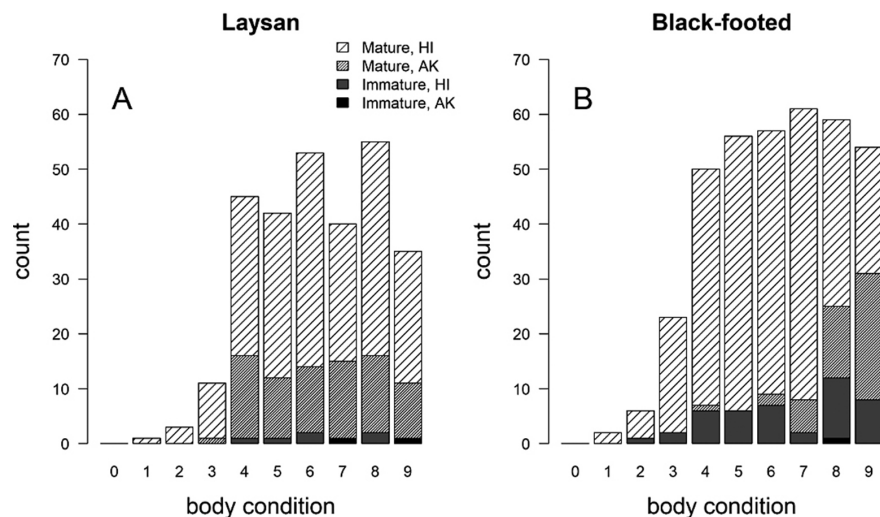 Laysan
Mature, HI
Mature, AK
Immature, HI
Immature, AK
A
70
60
50
40
30
20
10
0
count
0 1 2 3 4 5 6 7 8 9
body condition
Black-footed
B
70
60
50
40
30
20
10
0
count
0 1 2 3 4 5 6 7 8 9
body condition